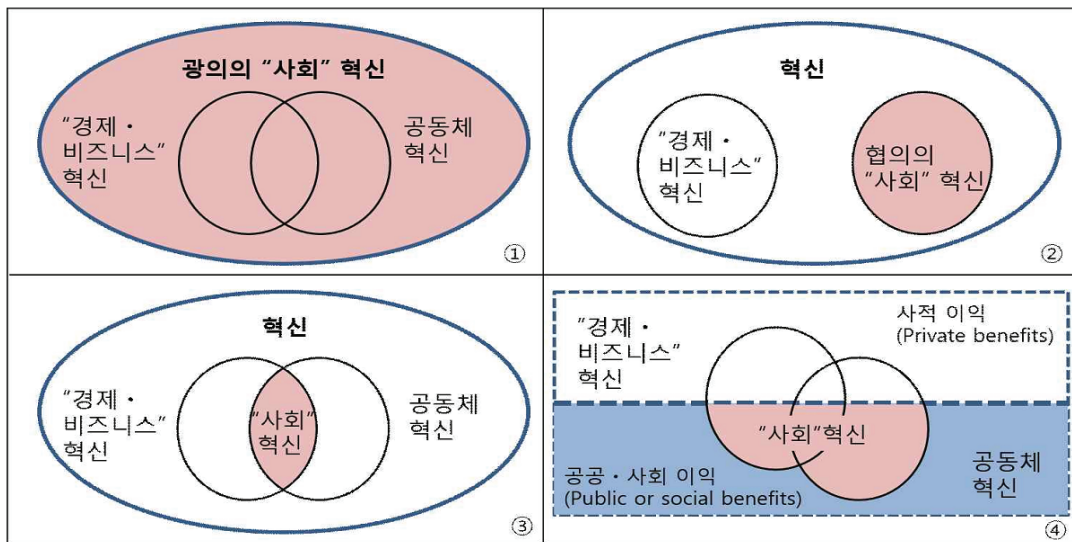 광의의 “사회” 혁신
“경제・
비즈니스”
혁신
공동체
혁신
①
혁신
“경제・
비즈니스”
혁신
협의의
“사회” 혁신
②
혁신
“경제・
비즈니스”
혁신
“사회”
혁신
공동체
혁신
③
“경제・
비즈니스”
혁신
사적 이익
(Private benefits)
“사회”혁신
공공・사회 이익
(Public or social benefits)
공동체
혁신
④